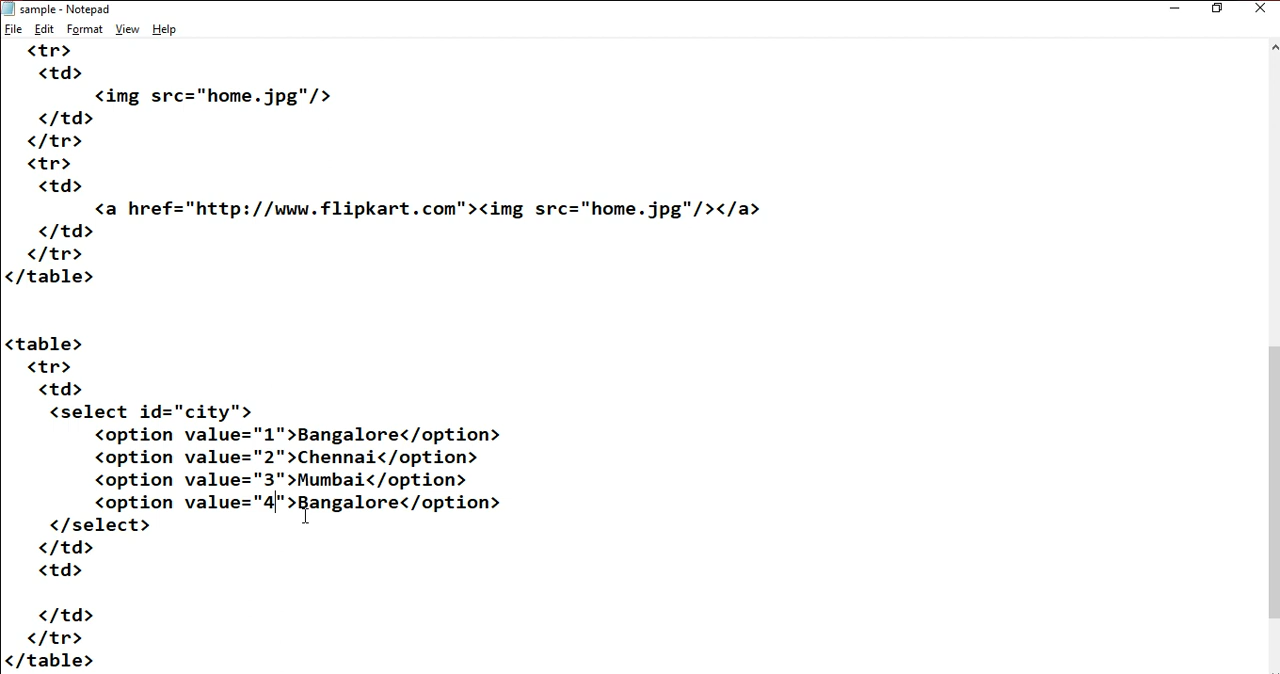 sample - Notepad
File Edit Format View Help
<tr>
<td>
<img src="home.jpg"/>
</td>
</tr>
<tr>
<td>
<a href="http://www.flipkart.com"><img src="home.jpg"/></a>
</td>
</tr>
</table>
<table>
<tr>
<td>
<select id="city">
<option value="1">Bangalore</option>
<option value="2">Chennai</option>
<option value="3">Mumbai</option>
<option value="4">Bangalore</option>
</select>
</td>
<td>
</td>
</tr>
</table>